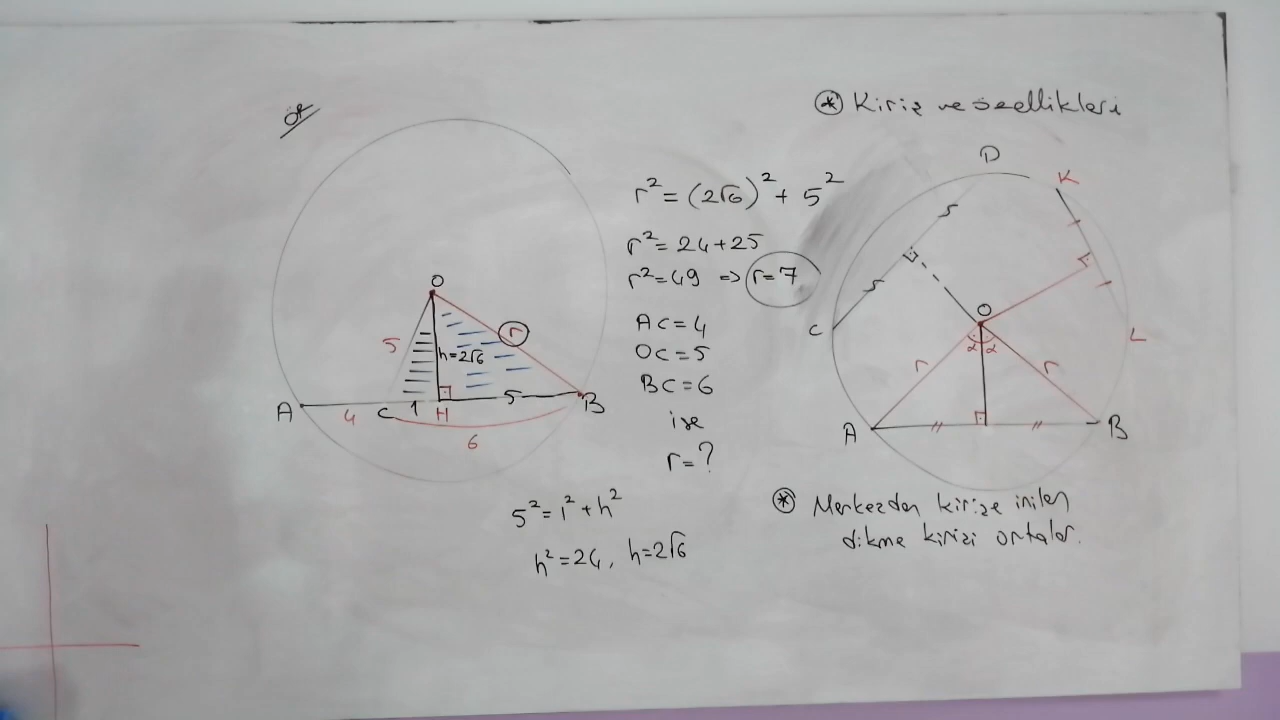 ör
O
5
h=2√6
r
A
4
C
1
H
5
B
6
r² = (2√6)² + 5²
r² = 24+25
r² = 49 => r=7
AC=4
OC=5
BC=6
ise
r=?
5² = 1² + h²
h² = 24, h=2√6
* Kiriş ve özellikleri
D
K
C
O
L
α α
r
r
A
B
* Merkezden kirişe inilen
dikme kirişi ortalar.